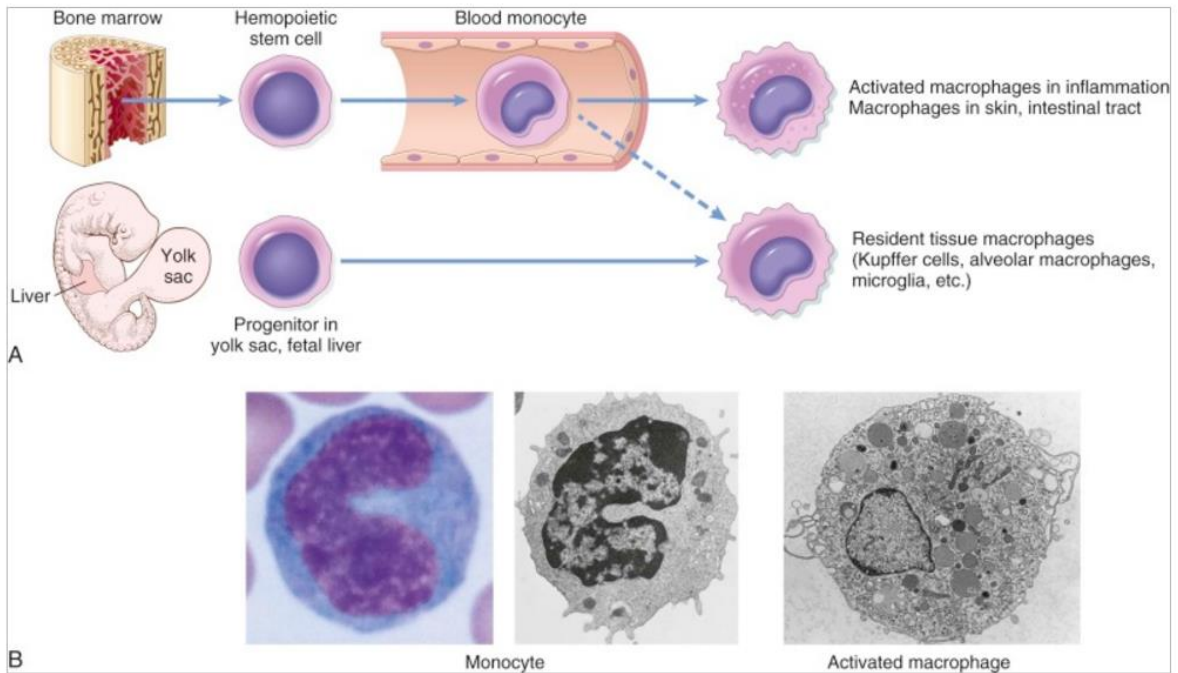 Bone marrow
Hemopoietic
stem cell
Blood monocyte
Activated macrophages in inflammation
Macrophages in skin, intestinal tract
Yolk
sac
Liver
Progenitor in
yolk sac, fetal liver
Resident tissue macrophages
(Kupffer cells, alveolar macrophages,
microglia, etc.)
A
B
Monocyte
Activated macrophage